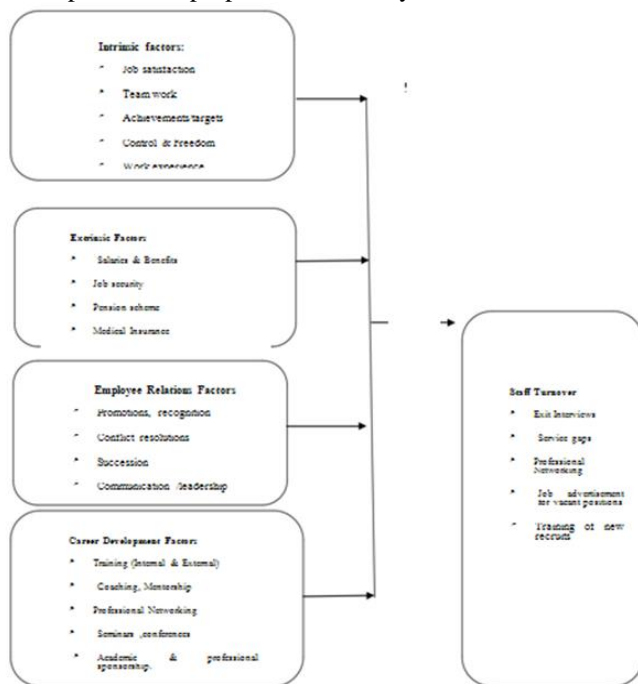 Intrinsic factors:
Job satisfaction
Team work
Achievements/targets
Control & Freedom
Work experience
Extrinsic Factors
Salaries & Benefits
Job security
Pension scheme
Medical Insurance
Employee Relations Factors
Promotions, recognition
Conflict resolutions
Succession
Communication /leadership
Career Development Factors
Training (Internal & External)
Coaching, Mentorship
Professional Networking
Seminars ,conferences
Academic & professional
sponsorship.
Staff Turnover
Exit Interviews
Service gaps
Professional
Networking
Job advertisement
for vacant positions
Training of new
recruits